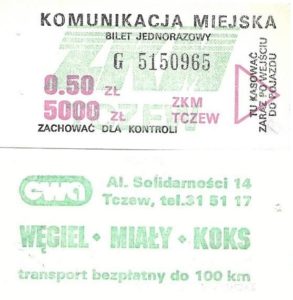 KOMUNIKACJA MIEJSKA
BILET JEDNORAZOWY
G 5150965
0.50 ZŁ
5000 ZŁ
ZKM
TCZEW
ZACHOWAĆ DLA KONTROLI
TU KASOWAĆ
ZARAZ PO WEJŚCIU
DO POJAZDU
ZKM
TCZEW
Al. Solidarności 14
Tczew, tel. 31 51 17
WĘGIEL • MIAŁY • KOKS
transport bezpłatny do 100 km